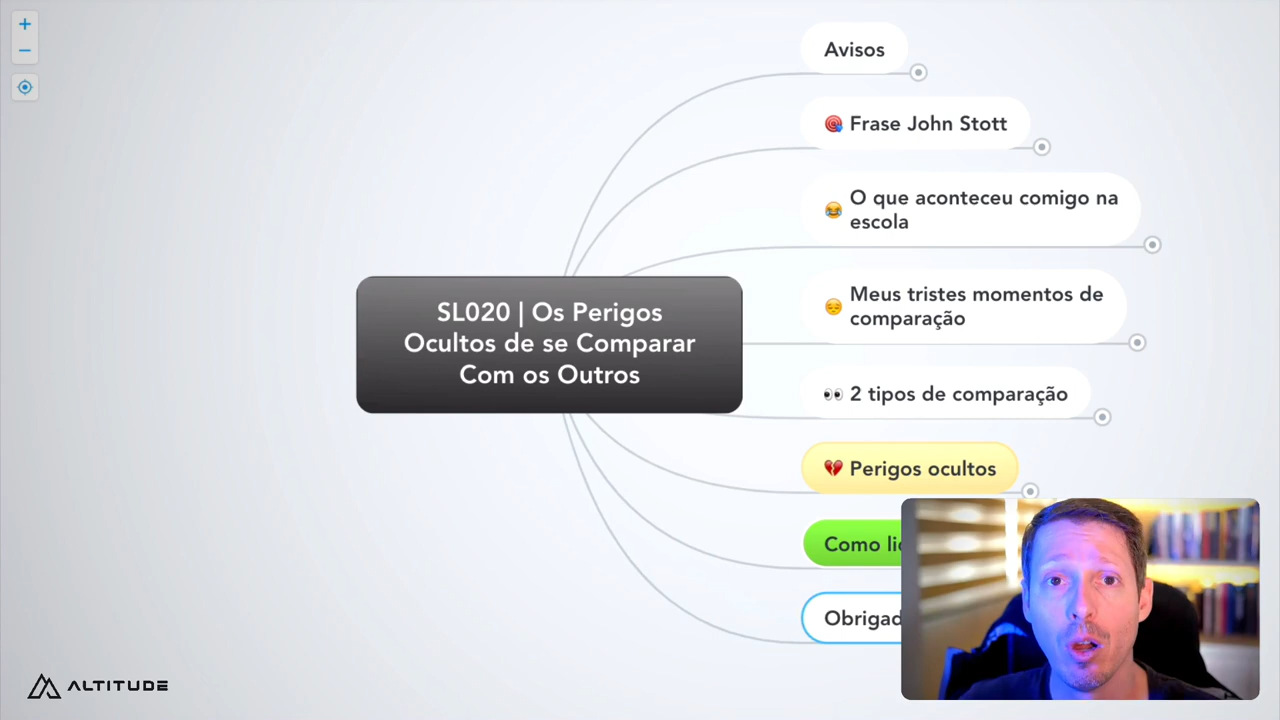 Avisos
Frase John Stott
O que aconteceu comigo na
escola
Meus tristes momentos de
comparação
SL020 | Os Perigos
Ocultos de se Comparar
Com os Outros
2 tipos de comparação
Perigos ocultos
Como
ALTITUDE